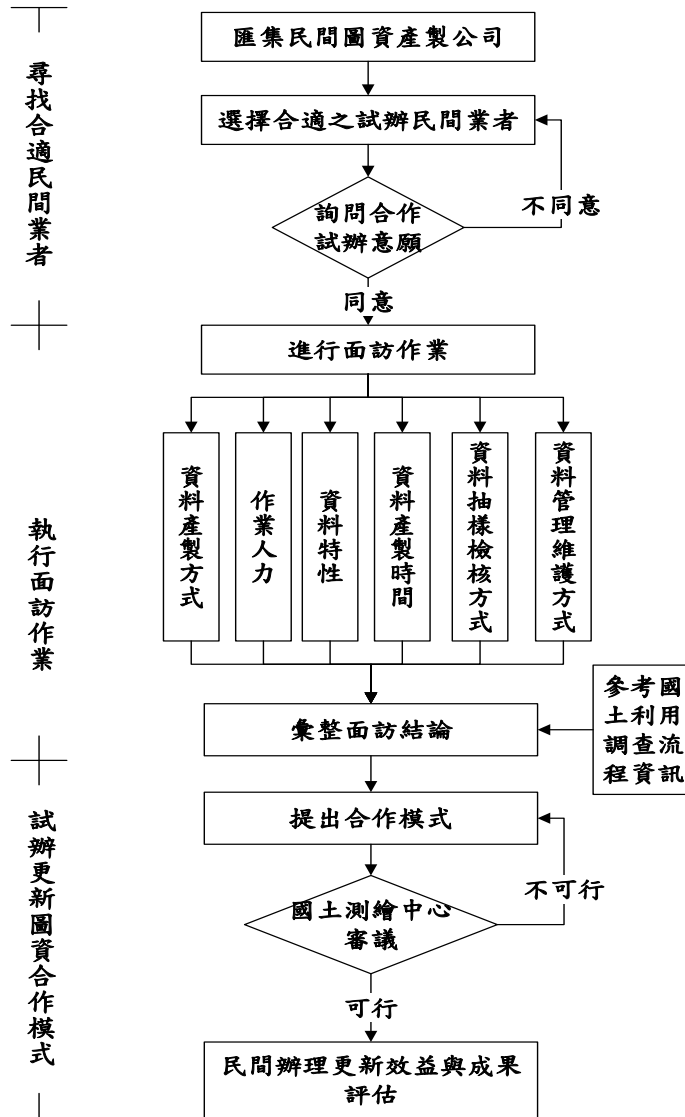 尋找合適民間業者
匯集民間圖資產製公司
選擇合適之試辦民間業者
詢問合作
試辦意願
不同意
同意
執行面訪作業
進行面訪作業
資料產製方式
作業人力
資料特性
資料產製時間
資料抽樣檢核方式
資料管理維護方式
彙整面訪結論
參考國
土利用
調查流
程資訊
試辦更新圖資合作模式
提出合作模式
國土測繪中心
審議
不可行
可行
民間辦理更新效益與成果
評估